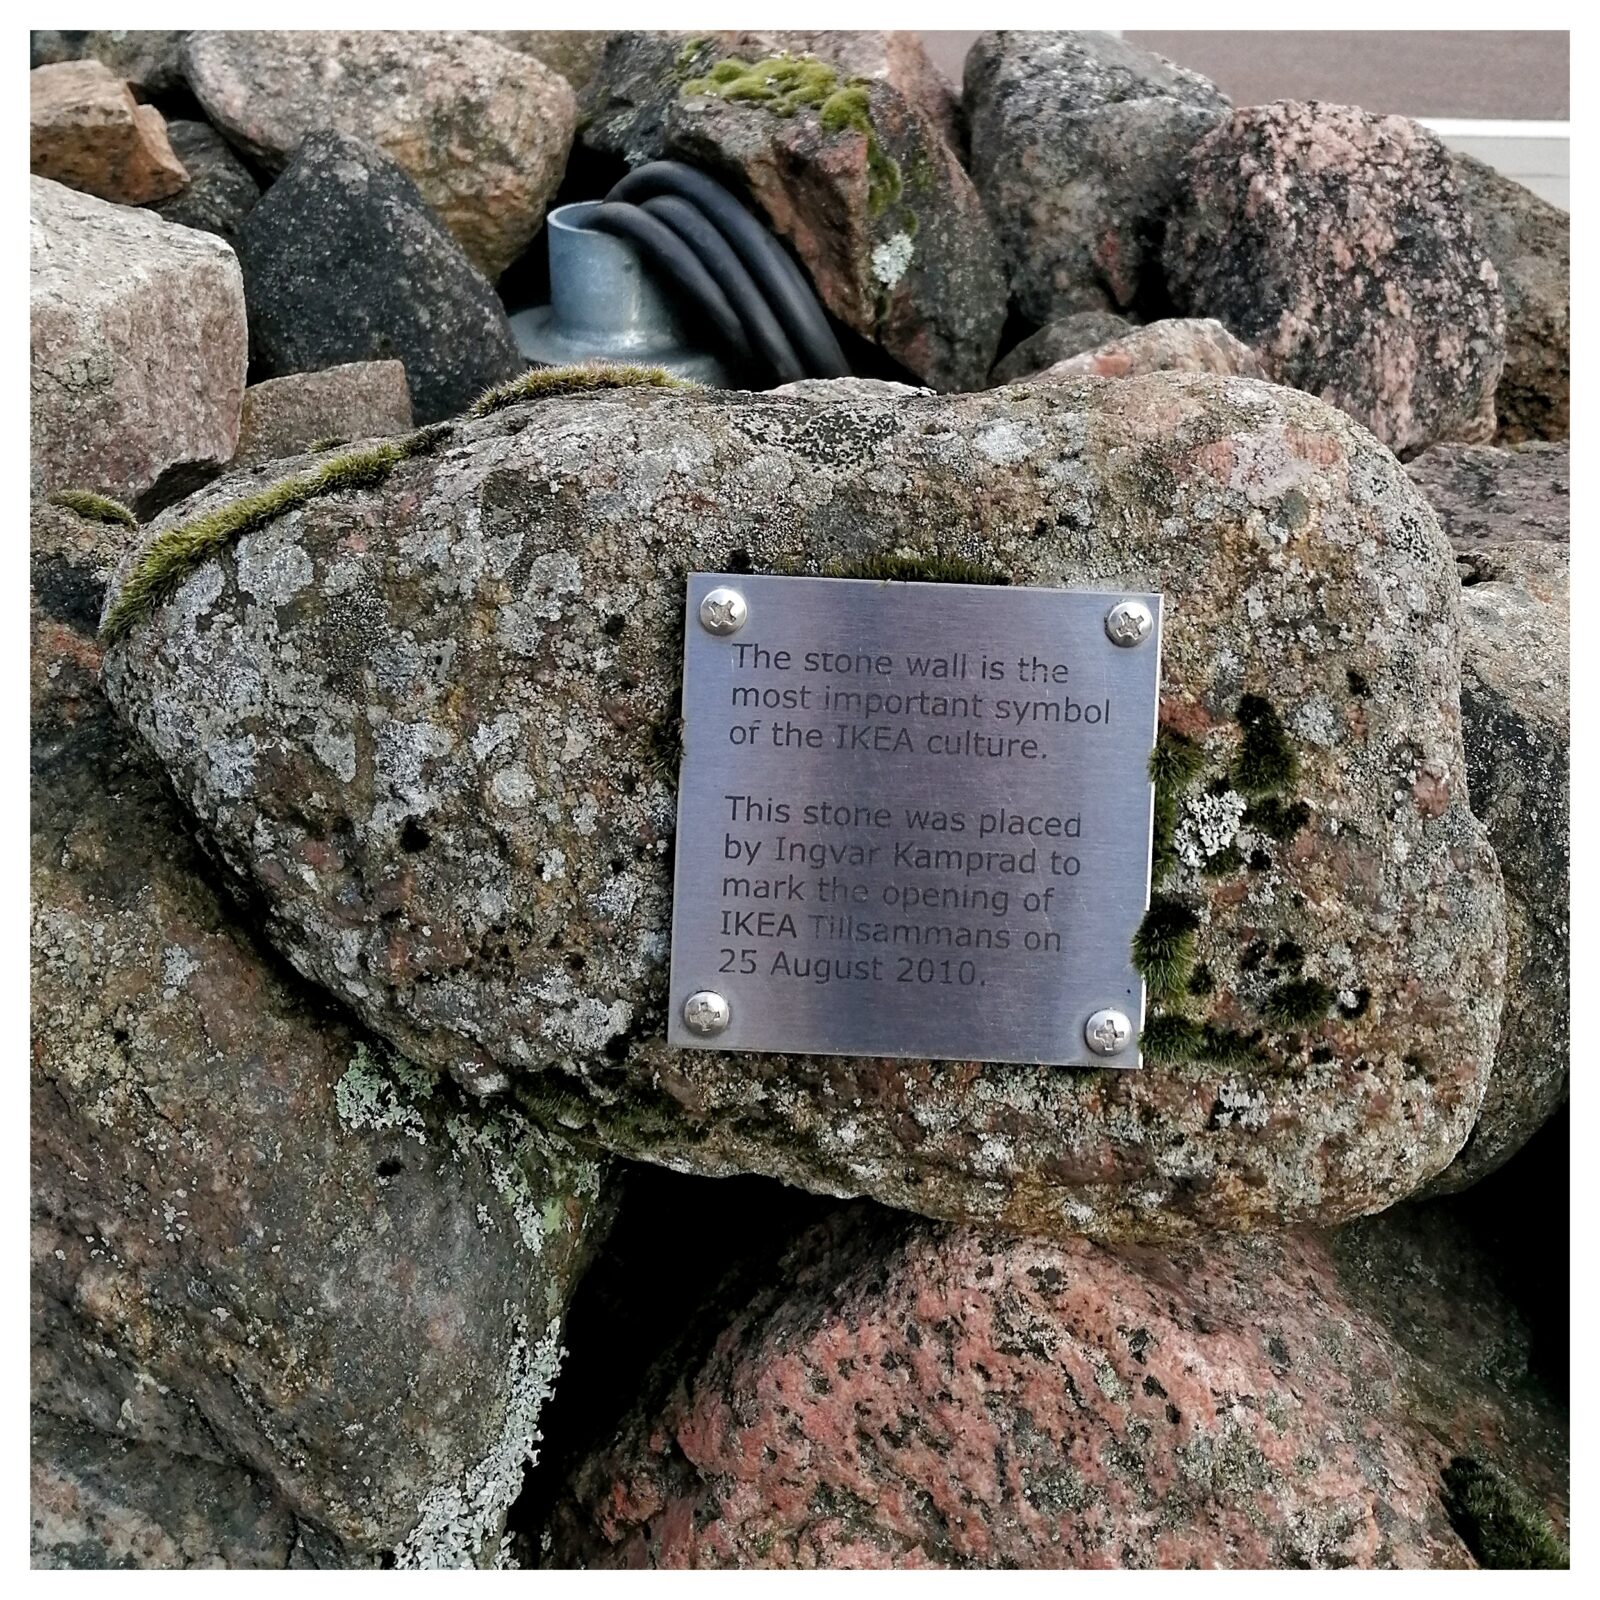 The stone wall is the
most important symbol
of the IKEA culture.
This stone was placed
by Ingvar Kamprad to
mark the opening of
IKEA Tillsammans on
25 August 2010.